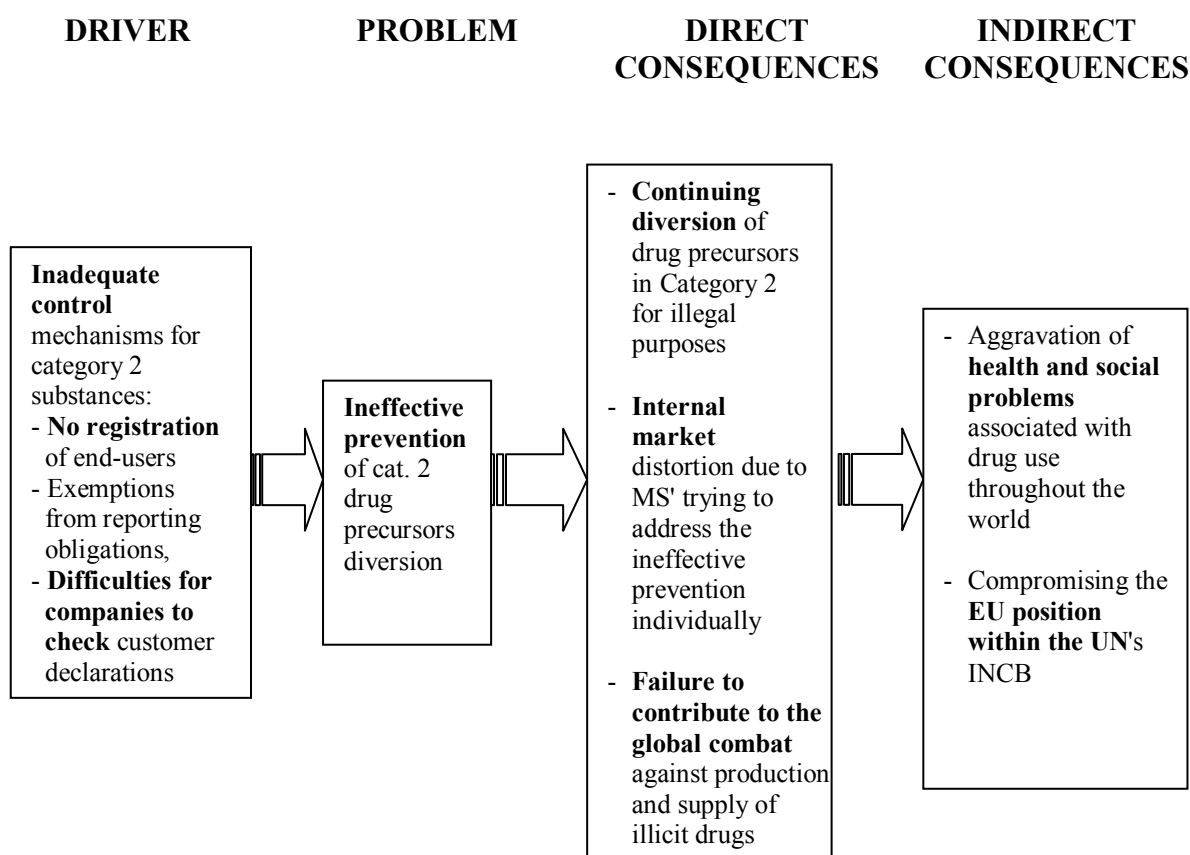 DRIVER
PROBLEM
DIRECT
CONSEQUENCES
INDIRECT
CONSEQUENCES
Inadequate
control
mechanisms for
category 2
substances:
- No registration
of end-users
- Exemptions
from reporting
obligations,
- Difficulties for
companies to
check customer
declarations
Ineffective
prevention
of cat. 2
drug
precursors
diversion
- Continuing
diversion of
drug precursors
in Category 2
for illegal
purposes
- Internal
market
distortion due to
MS' trying to
address the
ineffective
prevention
individually
- Failure to
contribute to the
global combat
against production
and supply of
illicit drugs
- Aggravation of
health and social
problems
associated with
drug use
throughout the
world
- Compromising the
EU position
within the UN's
INCB